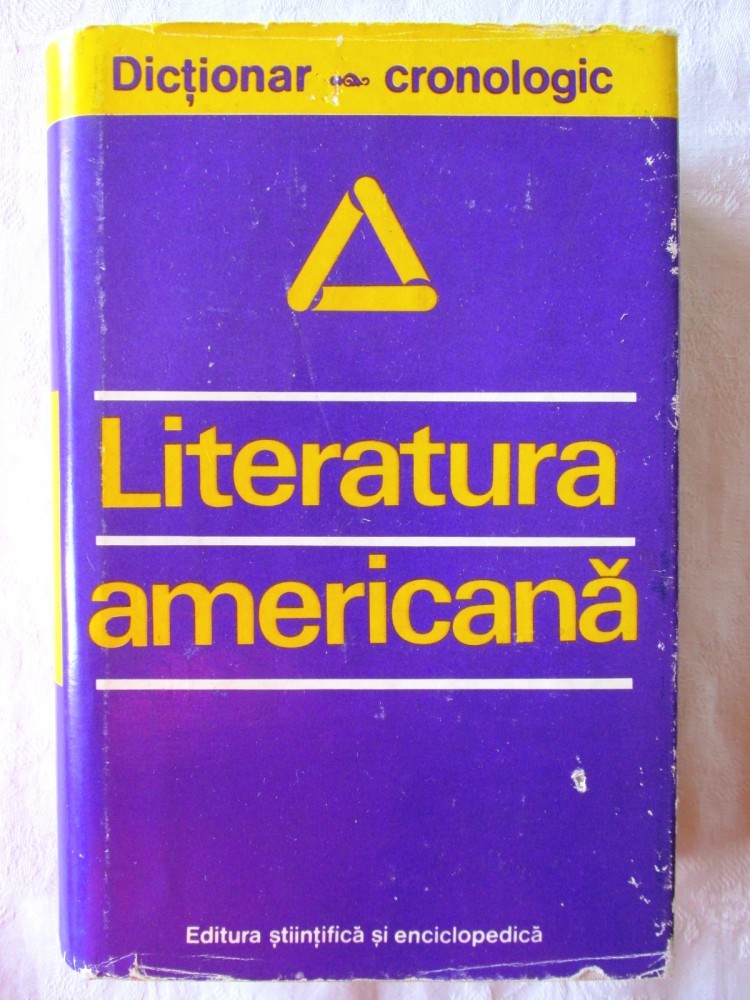 Dicționar cronologic
Literatura
americană
Editura științifică și enciclopedică